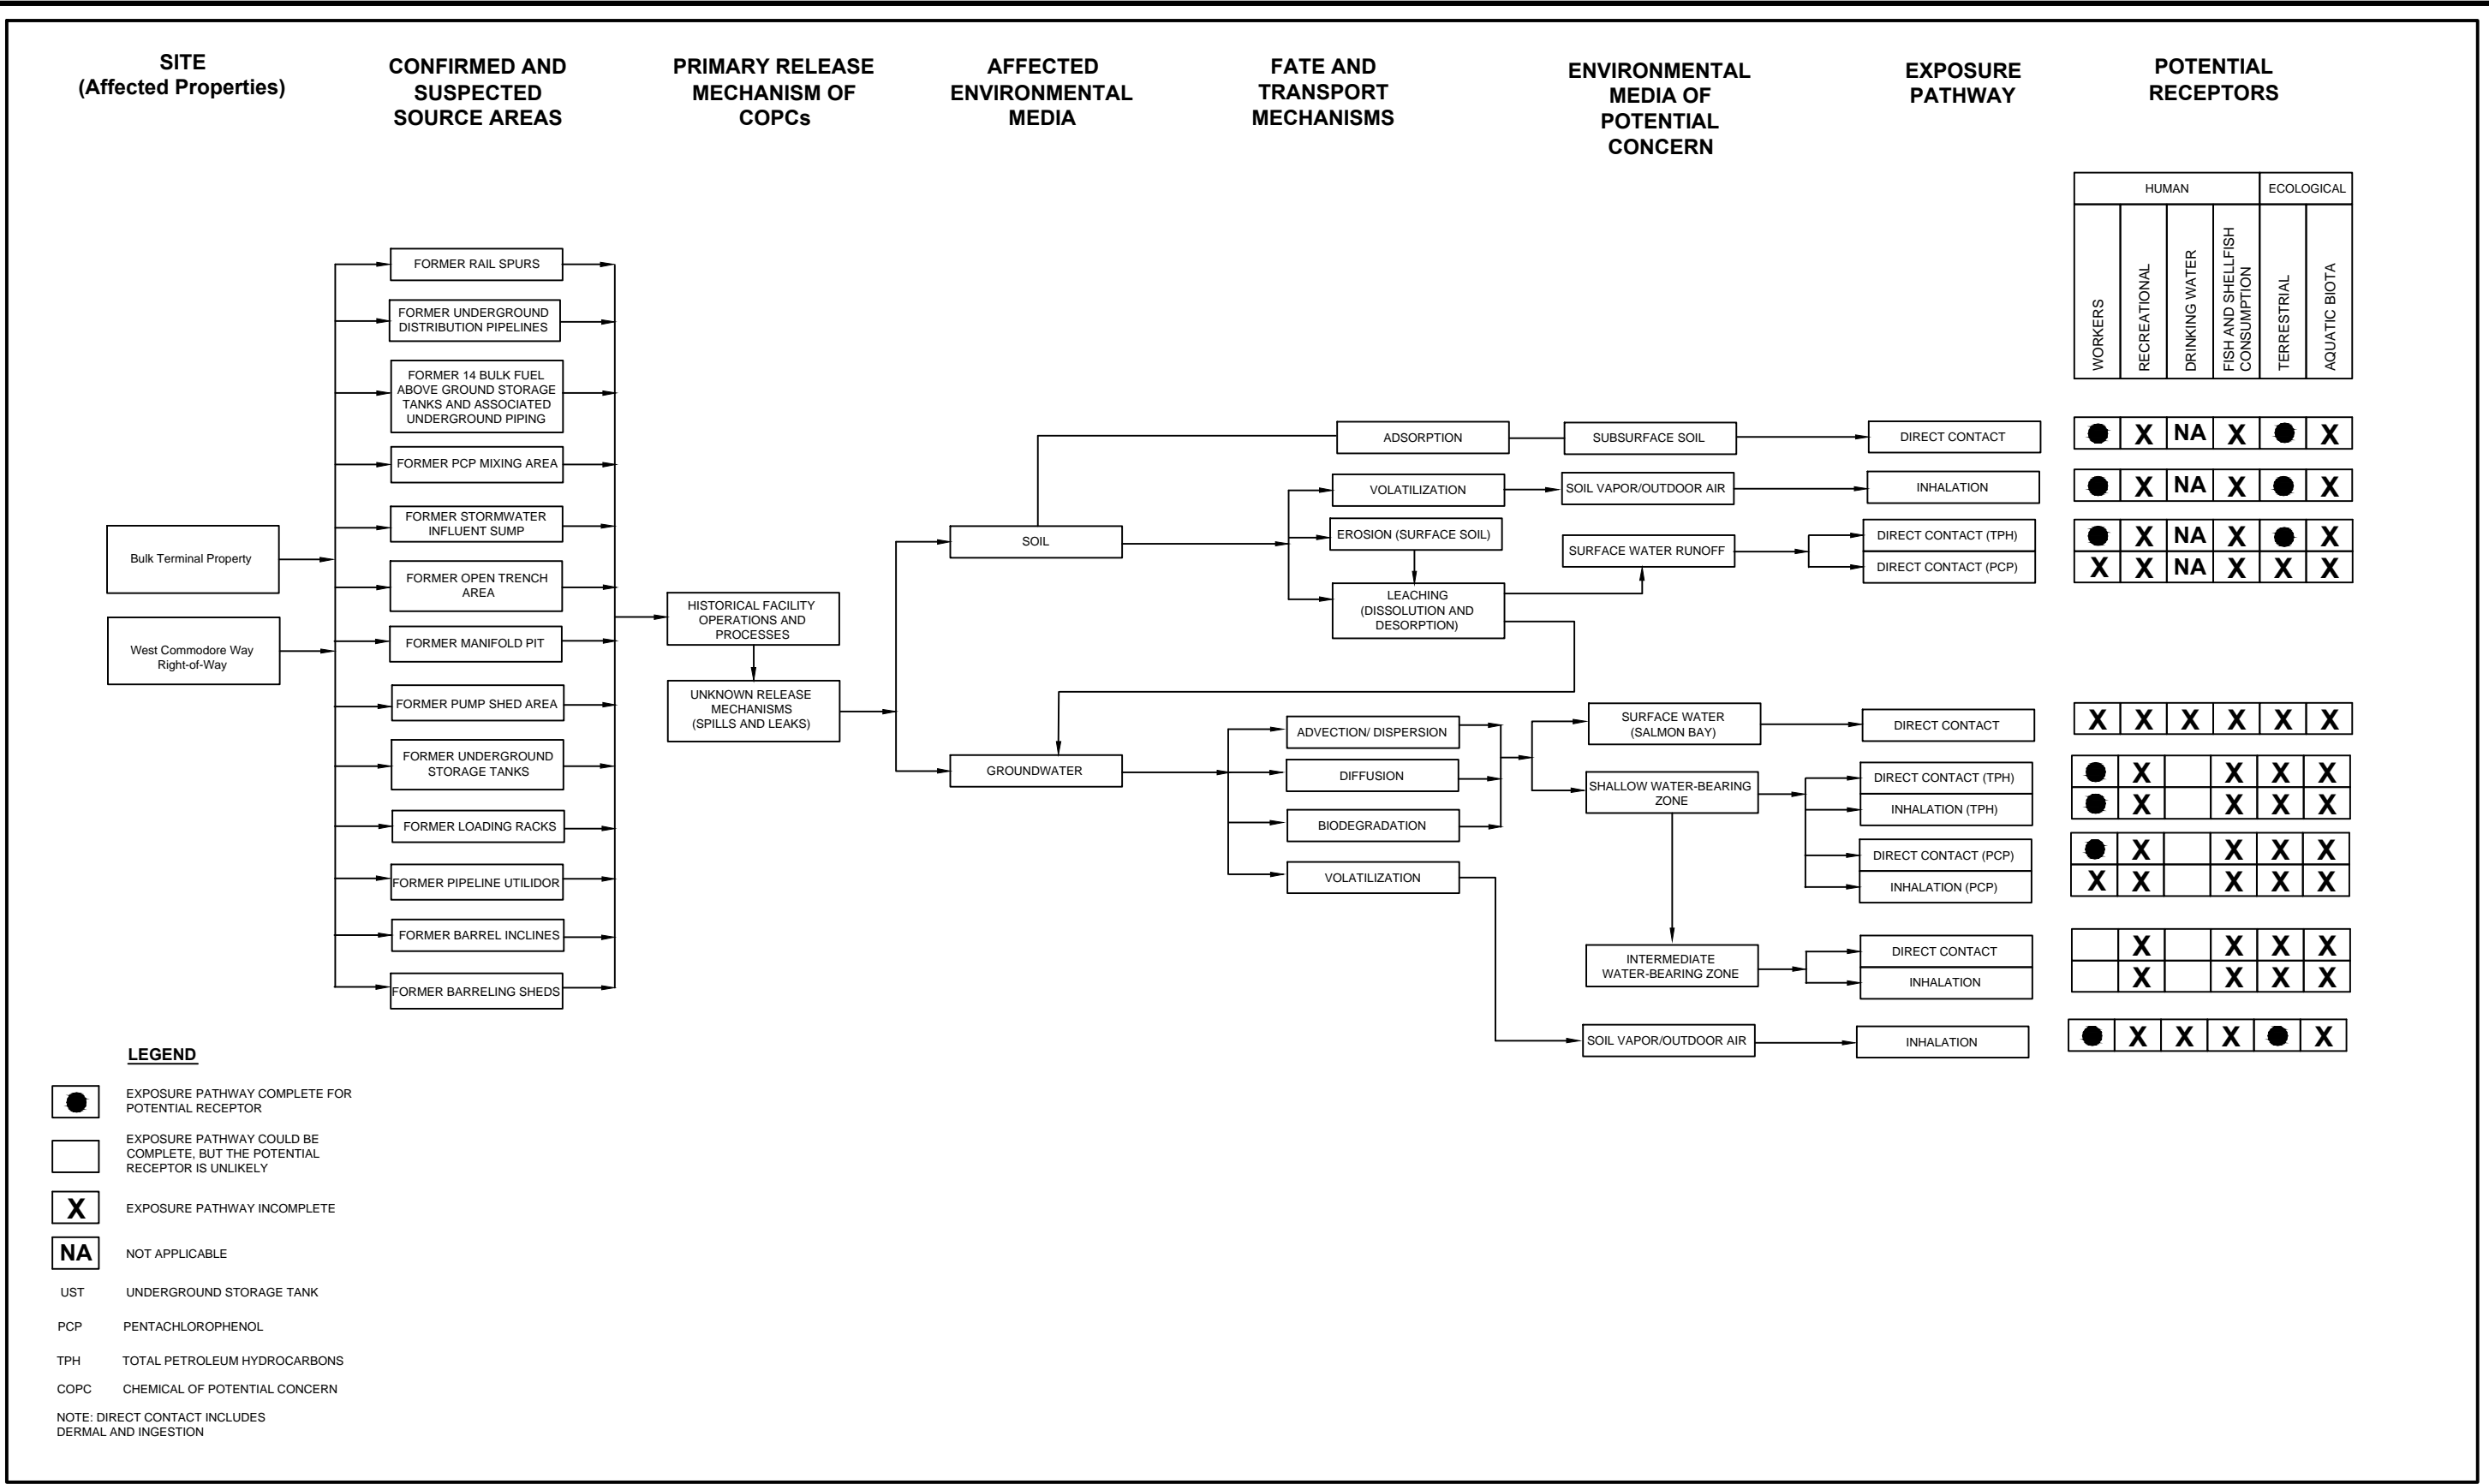 SITE
(Affected Properties)
CONFIRMED AND
SUSPECTED
SOURCE AREAS
PRIMARY RELEASE
MECHANISM OF
COPCs
AFFECTED
ENVIRONMENTAL
MEDIA
FATE AND
TRANSPORT
MECHANISMS
ENVIRONMENTAL
MEDIA OF
POTENTIAL
CONCERN
EXPOSURE
PATHWAY
POTENTIAL
RECEPTORS
Bulk Terminal Property
West Commodore Way
Right-of-Way
FORMER RAIL SPURS
FORMER UNDERGROUND
DISTRIBUTION PIPELINES
FORMER 14 BULK FUEL
ABOVE GROUND STORAGE
TANKS AND ASSOCIATED
UNDERGROUND PIPING
FORMER PCP MIXING AREA
FORMER STORMWATER
INFLUENT SUMP
FORMER OPEN TRENCH
AREA
FORMER MANIFOLD PIT
FORMER PUMP SHED AREA
FORMER UNDERGROUND
STORAGE TANKS
FORMER LOADING RACKS
FORMER PIPELINE UTILIDOR
FORMER BARREL INCLINES
FORMER BARRELING SHEDS
HISTORICAL FACILITY
OPERATIONS AND
PROCESSES
UNKNOWN RELEASE
MECHANISMS
(SPILLS AND LEAKS)
SOIL
GROUNDWATER
ADSORPTION
VOLATILIZATION
EROSION (SURFACE SOIL)
LEACHING
(DISSOLUTION AND
DESORPTION)
ADVECTION/ DISPERSION
DIFFUSION
BIODEGRADATION
VOLATILIZATION
SUBSURFACE SOIL
SOIL VAPOR/OUTDOOR AIR
SURFACE WATER RUNOFF
SURFACE WATER
(SALMON BAY)
SHALLOW WATER-BEARING
ZONE
INTERMEDIATE
WATER-BEARING ZONE
SOIL VAPOR/OUTDOOR AIR
DIRECT CONTACT
INHALATION
DIRECT CONTACT (TPH)
DIRECT CONTACT (PCP)
DIRECT CONTACT
DIRECT CONTACT (TPH)
INHALATION (TPH)
DIRECT CONTACT (PCP)
INHALATION (PCP)
DIRECT CONTACT
INHALATION
INHALATION
HUMAN ECOLOGICAL
WORKERS
RECREATIONAL
DRINKING WATER
FISH AND SHELLFISH
CONSUMPTION
TERRESTRIAL
AQUATIC BIOTA
X NA X X
X NA X X
X NA X X
X X NA X X X
X X X X X X
X X X X
X X X X
X X X X
X X X X X
X X X X
X X X X
X X X X
LEGEND
EXPOSURE PATHWAY COMPLETE FOR
POTENTIAL RECEPTOR
EXPOSURE PATHWAY COULD BE
COMPLETE, BUT THE POTENTIAL
RECEPTOR IS UNLIKELY
X EXPOSURE PATHWAY INCOMPLETE
NA NOT APPLICABLE
UST UNDERGROUND STORAGE TANK
PCP PENTACHLOROPHENOL
TPH TOTAL PETROLEUM HYDROCARBONS
COPC CHEMICAL OF POTENTIAL CONCERN
NOTE: DIRECT CONTACT INCLUDES
DERMAL AND INGESTION